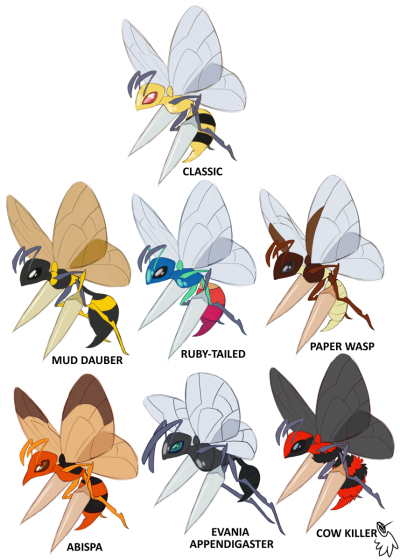 CLASSIC
MUD DAUBER
RUBY-TAILED
PAPER WASP
ABISPA
EVANIA
APPENDIGASTER
COW KILLER